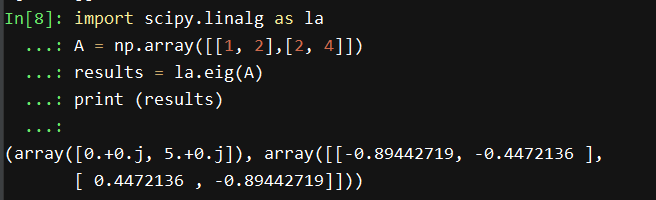 In[8]: import scipy.linalg as la
...: A = np.array([[1, 2],[2, 4]])
...: results = la.eig(A)
...: print (results)
...:
(array([0.+0.j, 5.+0.j]), array([[-0.89442719, -0.4472136 ],
[ 0.4472136 , -0.89442719]]))